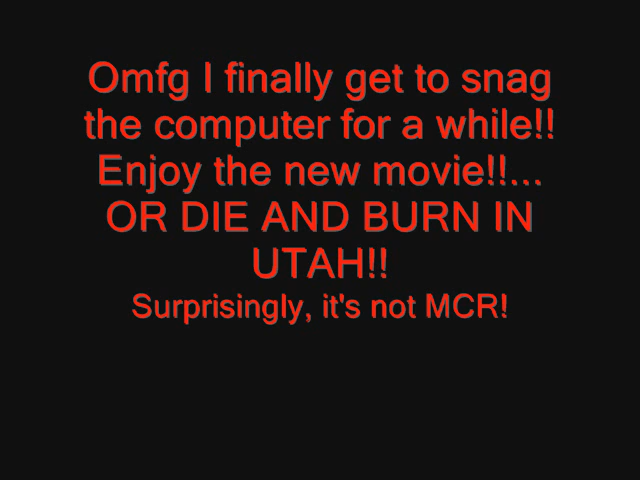 Omfg I finally get to snag
the computer for a while!!
Enjoy the new movie!!...
OR DIE AND BURN IN
UTAH!!
Surprisingly, it's not MCR!